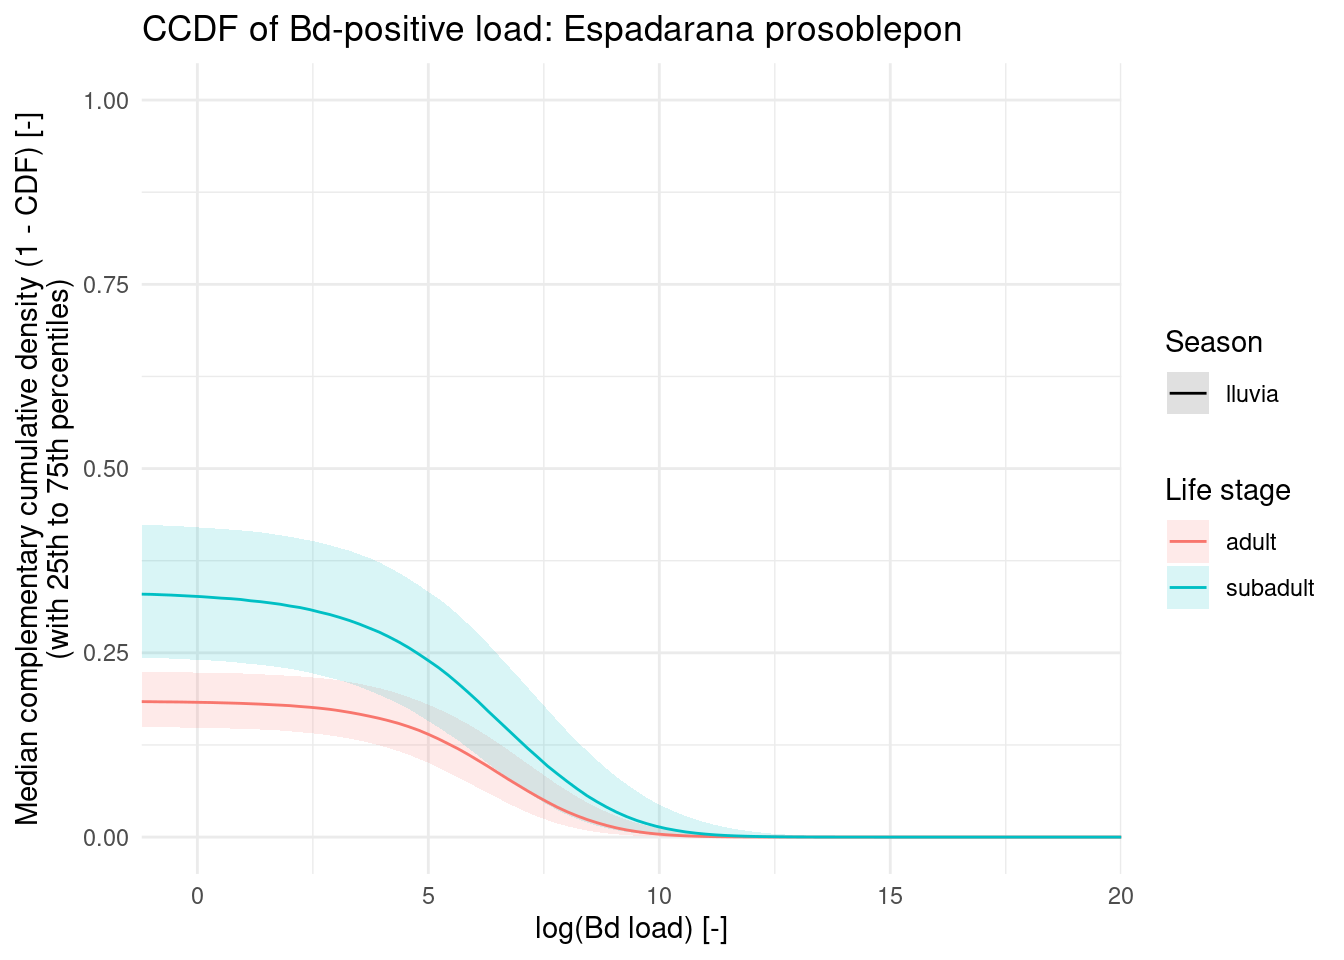 CCDF of Bd-positive load: Espadarana prosoblepon
Median complementary cumulative density (1 - CDF) [-]
(with 25th to 75th percentiles)
1.00
0.75
0.50
0.25
0.00
0
5
10
15
20
log(Bd load) [-]
Season
lluvia
Life stage
adult
subadult